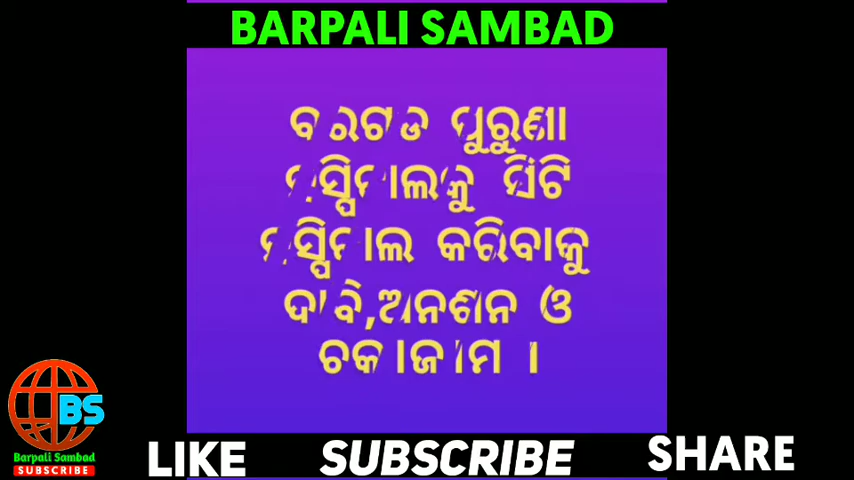 BARPALI SAMBAD
ବରଗଡ ପୁରୁଣା
ହସ୍ପିଟାଲକୁ ସିଟି
ହସ୍ପିଟାଲ କରିବାକୁ
ଦାବି,ଅନଶନ ଓ
ଚକାଜାମ ।
BS
Barpali Sambad
SUBSCRIBE
LIKE SUBSCRIBE SHARE